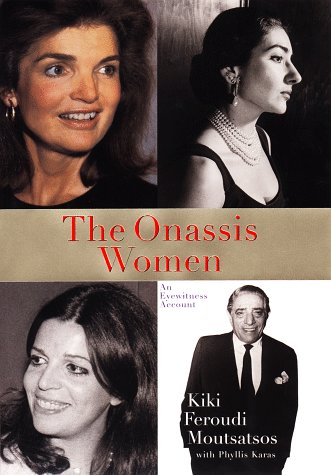 The Onassis
Women
An
Eyewitness
Account
Kiki
Feroudi
Moutsatsos
with Phyllis Karas